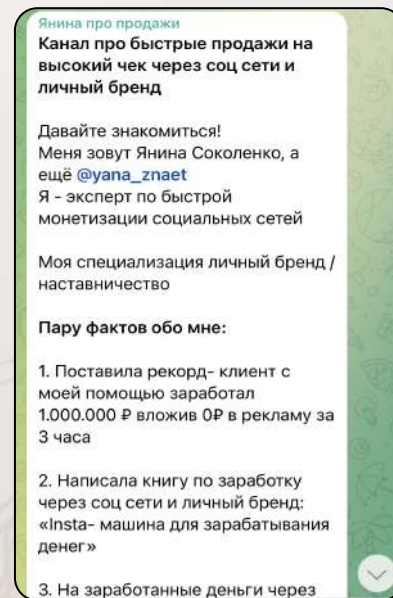 Янина про продажи
Канал про быстрые продажи на
высокий чек через соц сети и
личный бренд
Давайте знакомиться!
Меня зовут Янина Соколенко, а
ещё @yana_znaet
Я - эксперт по быстрой
монетизации социальных сетей
Моя специализация личный бренд /
наставничество
Пару фактов обо мне:
1. Поставила рекорд- клиент с
моей помощью заработал
1.000.000 ₽ вложив 0₽ в рекламу за
3 часа
2. Написала книгу по заработку
через соц сети и личный бренд:
«Insta- машина для зарабатывания
денег»
3. На заработанные деньги через